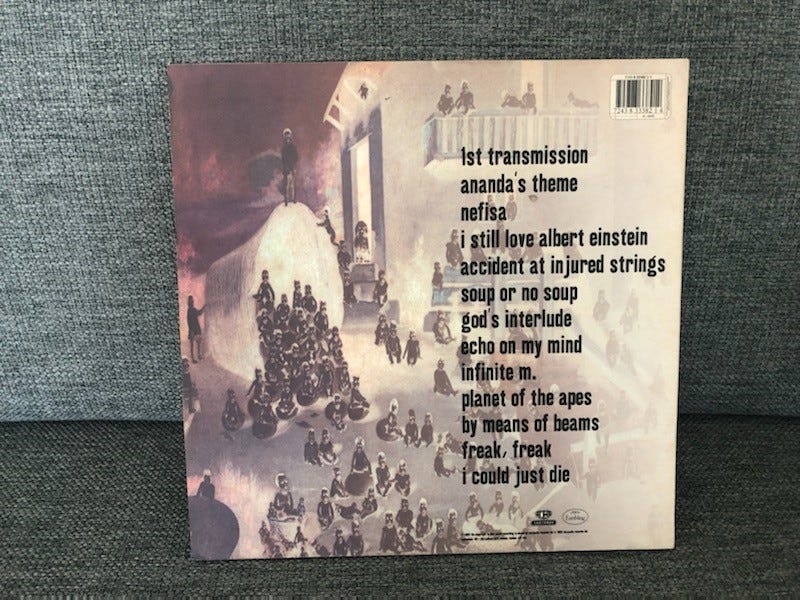 1st transmission
ananda's theme
nefisa
i still love albert einstein
accident at injured strings
soup or no soup
god's interlude
echo on my mind
infinite m.
planet of the apes
by means of beams
freak, freak
i could just die